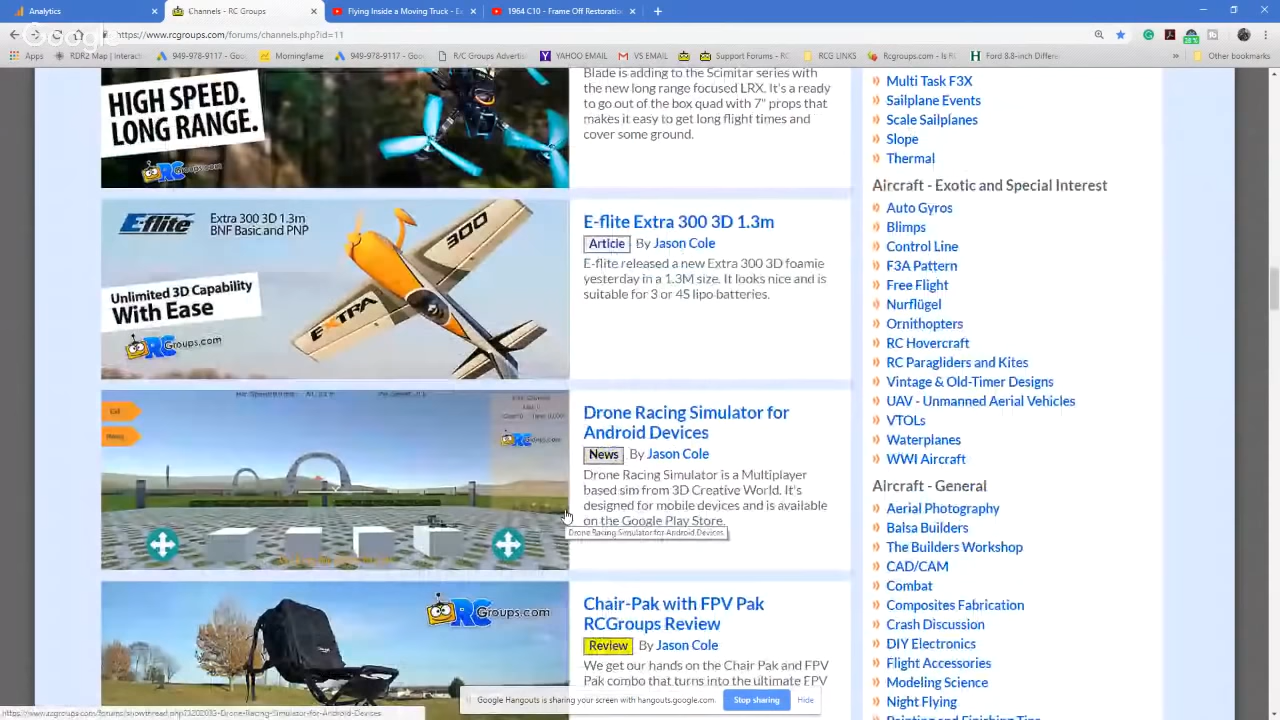 Analytics
Channels - RC Groups
Flying Inside a Moving Truck - E
1964 C10 - Frame Off Restoratio
https://www.rcgroups.com/forums/channels.php?id=11
Apps
RDR2 Map | Interact
949-978-9117 - Goo
Morningfame
949-978-9117 - Goo
R/C Groups Adverti
YAHOO EMAIL
VS EMAIL
Support Forums - RC
RCG LINKS
Rcgroups.com - Is
Ford 8.8-inch Differe
Other bookmarks
HIGH SPEED.
LONG RANGE.
RCGroups.com
Blade is adding to the Scimitar series with
the new long range focused LRX. It's a ready
to go out of the box quad with 7" props that
makes it easy to get long flight times and
cover some ground.
E-flite
Extra 300 3D 1.3m
BNF Basic and PNP
Unlimited 3D Capability
With Ease
RCGroups.com
300
EXTRA
E-flite Extra 300 3D 1.3m
Article By Jason Cole
E-flite released a new Extra 300 3D foamie
yesterday in a 1.3M size. It looks nice and is
suitable for 3 or 4S lipo batteries.
RCGroups.com
Drone Racing Simulator for
Android Devices
News By Jason Cole
Drone Racing Simulator is a Multiplayer
based sim from 3D Creative World. It's
designed for mobile devices and is available
on the Google Play Store.
Drone Racing Simulator for Android Devices
RCGroups.com
Chair-Pak with FPV Pak
RCGroups Review
Review By Jason Cole
We get our hands on the Chair Pak and FPV
Pak combo that turns into the ultimate FPV
Multi Task F3X
Sailplane Events
Scale Sailplanes
Slope
Thermal
Aircraft - Exotic and Special Interest
Auto Gyros
Blimps
Control Line
F3A Pattern
Free Flight
Nurflügel
Ornithopters
RC Hovercraft
RC Paragliders and Kites
Vintage & Old-Timer Designs
UAV - Unmanned Aerial Vehicles
VTOLs
Waterplanes
WWI Aircraft
Aircraft - General
Aerial Photography
Balsa Builders
The Builders Workshop
CAD/CAM
Combat
Composites Fabrication
Crash Discussion
DIY Electronics
Flight Accessories
Modeling Science
Night Flying
Painting and Finishing Tips
Google Hangouts is sharing your screen with hangouts.google.com.
Stop sharing
Hide